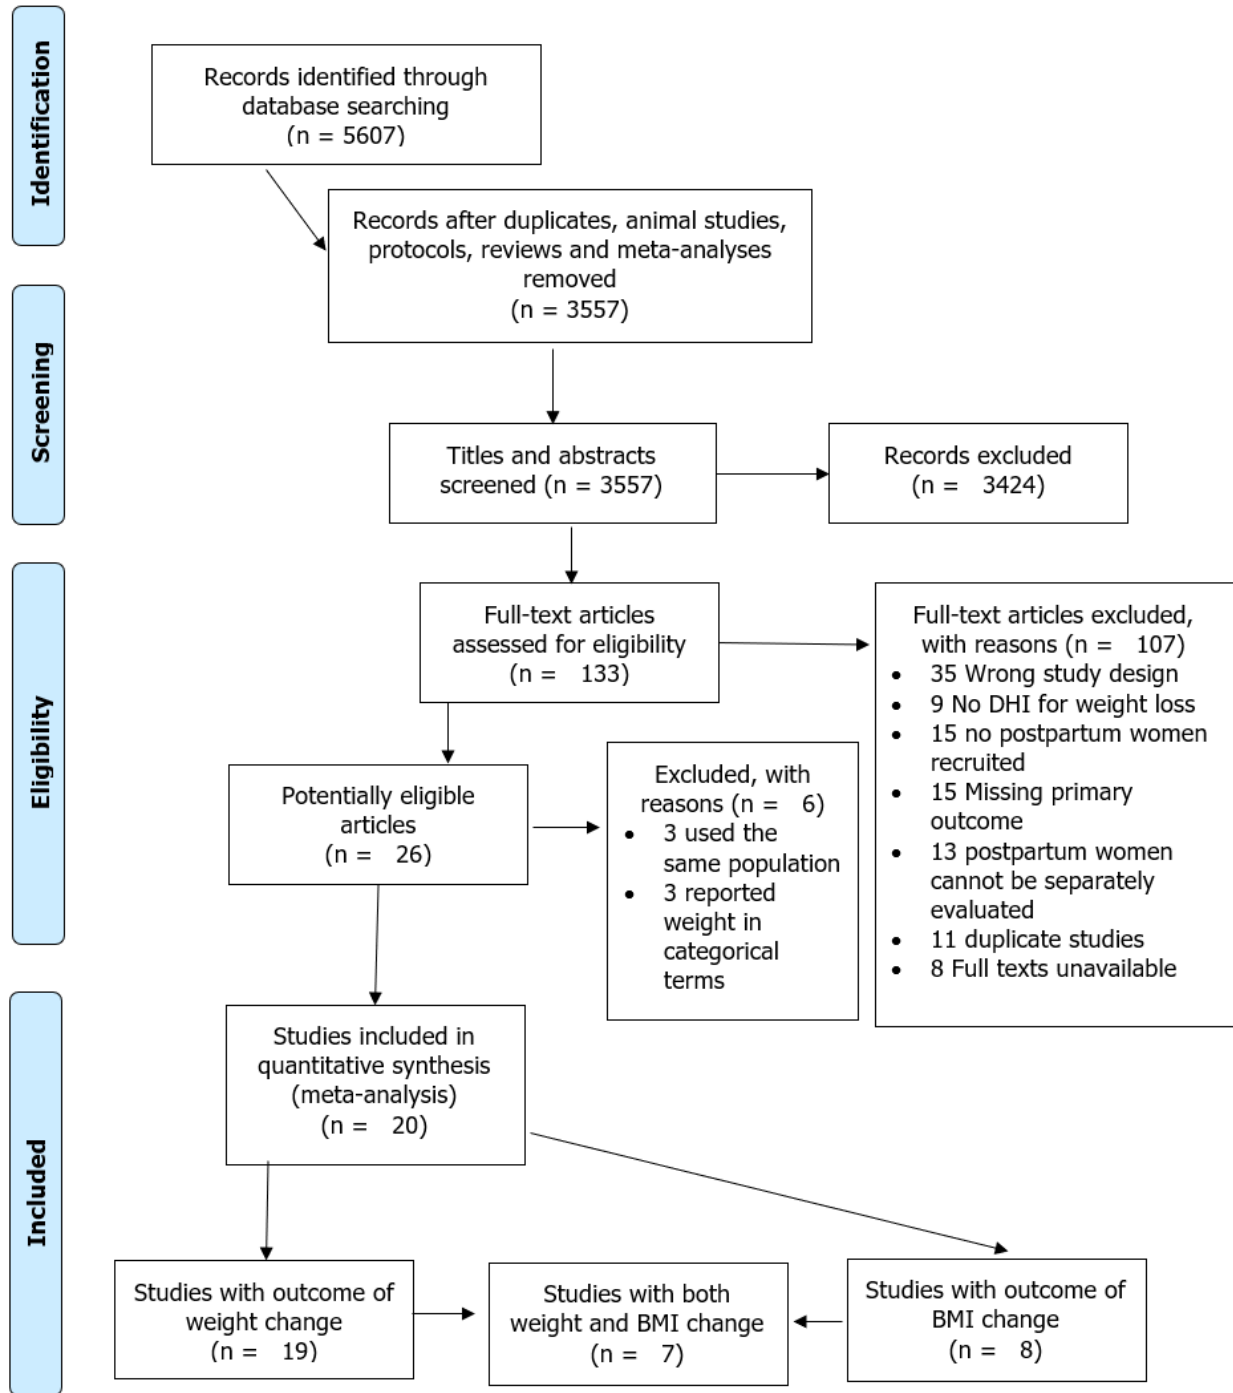 Identification
Records identified through
database searching
(n = 5607)
Records after duplicates, animal studies,
protocols, reviews and meta-analyses
removed
(n = 3557)
Screening
Titles and abstracts
screened (n = 3557)
Records excluded
(n = 3424)
Eligibility
Full-text articles
assessed for eligibility
(n = 133)
Full-text articles excluded,
with reasons (n = 107)
• 35 Wrong study design
• 9 No DHI for weight loss
• 15 no postpartum women
recruited
• 15 Missing primary
outcome
• 13 postpartum women
cannot be separately
evaluated
• 11 duplicate studies
• 8 Full texts unavailable
Potentially eligible
articles
(n = 26)
Excluded, with
reasons (n = 6)
• 3 used the
same population
• 3 reported
weight in
categorical
terms
Included
Studies included in
quantitative synthesis
(meta-analysis)
(n = 20)
Studies with outcome of
weight change
(n = 19)
Studies with both
weight and BMI change
(n = 7)
Studies with outcome of
BMI change
(n = 8)